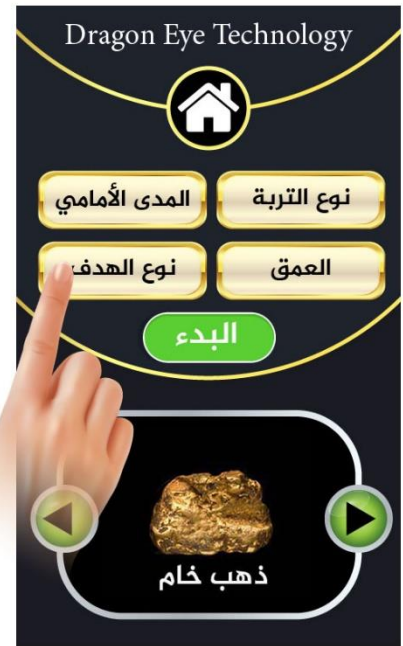 Dragon Eye Technology
نوع التربة
المدى الأمامي
العمق
نوع الهدف
البدء
ذهب خام